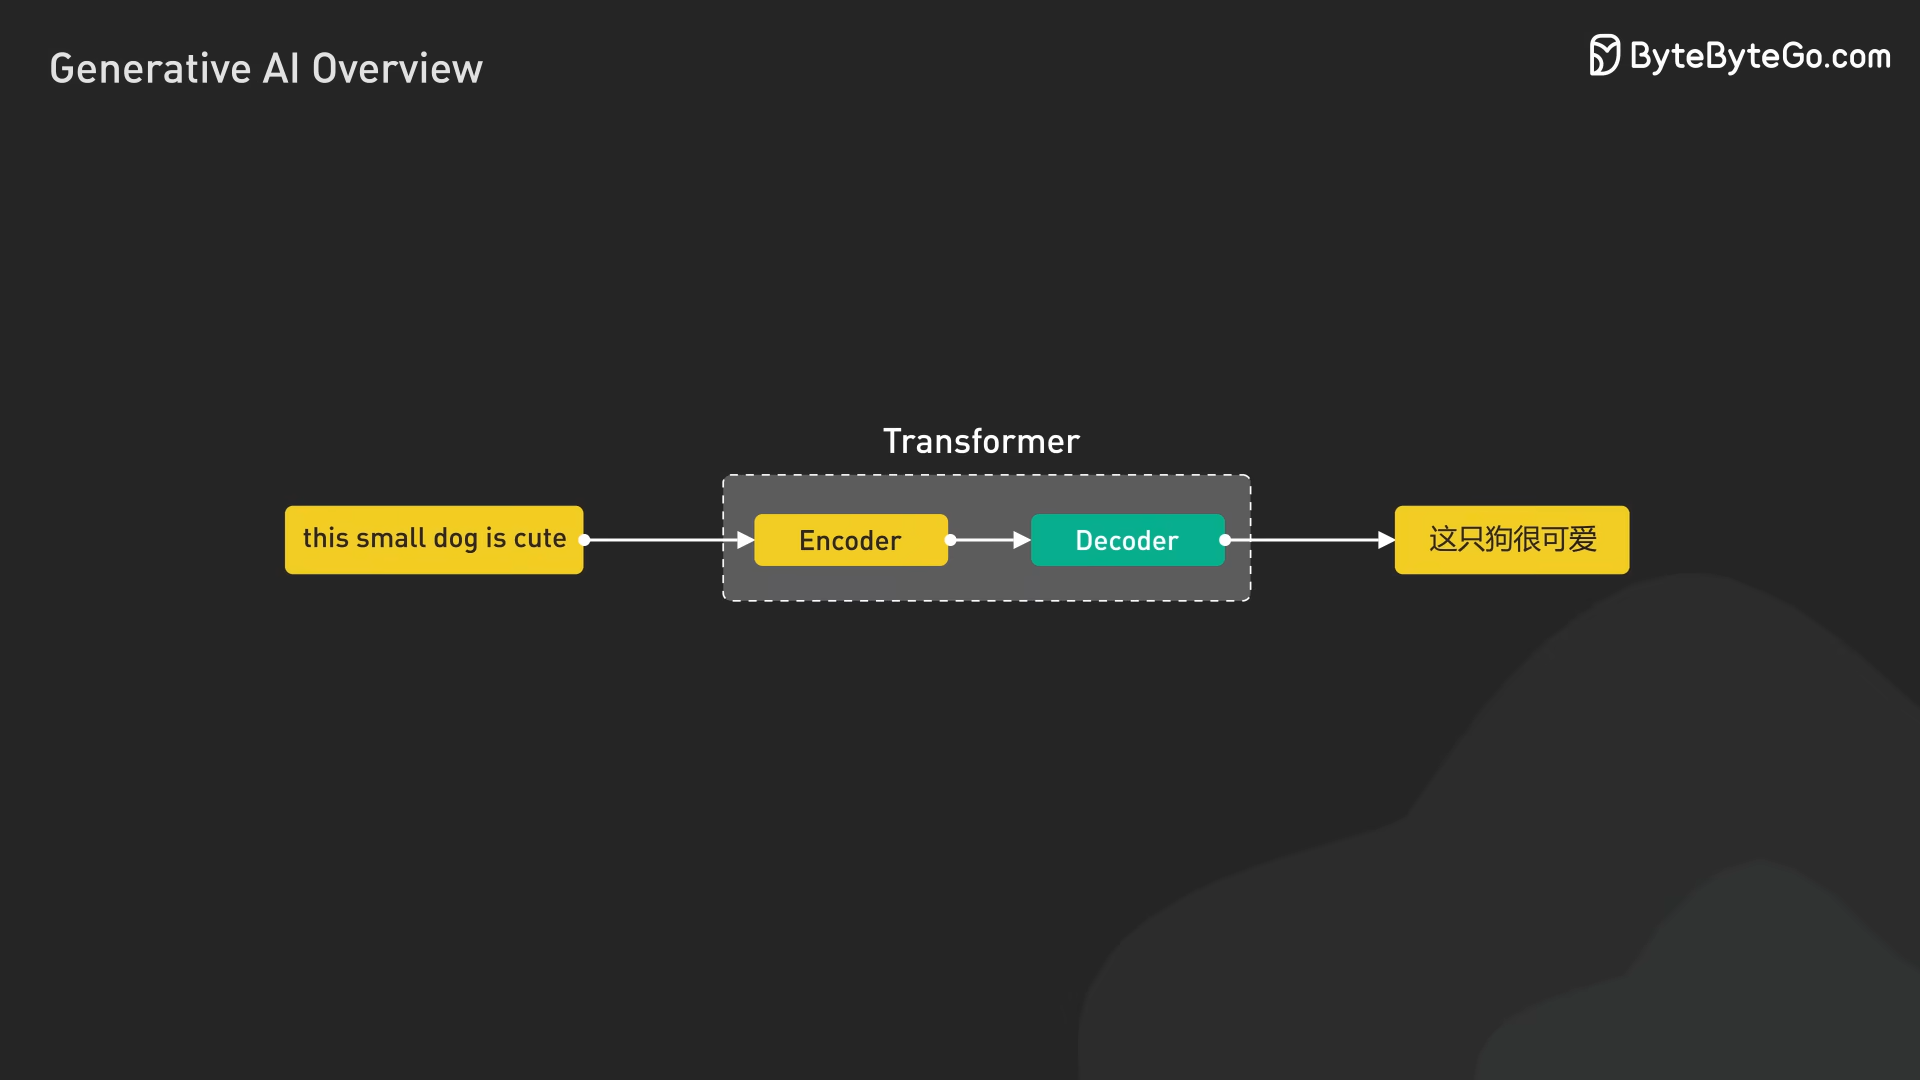 Generative AI Overview
ByteByteGo.com
Transformer
this small dog is cute
Encoder
Decoder
这只狗很可爱